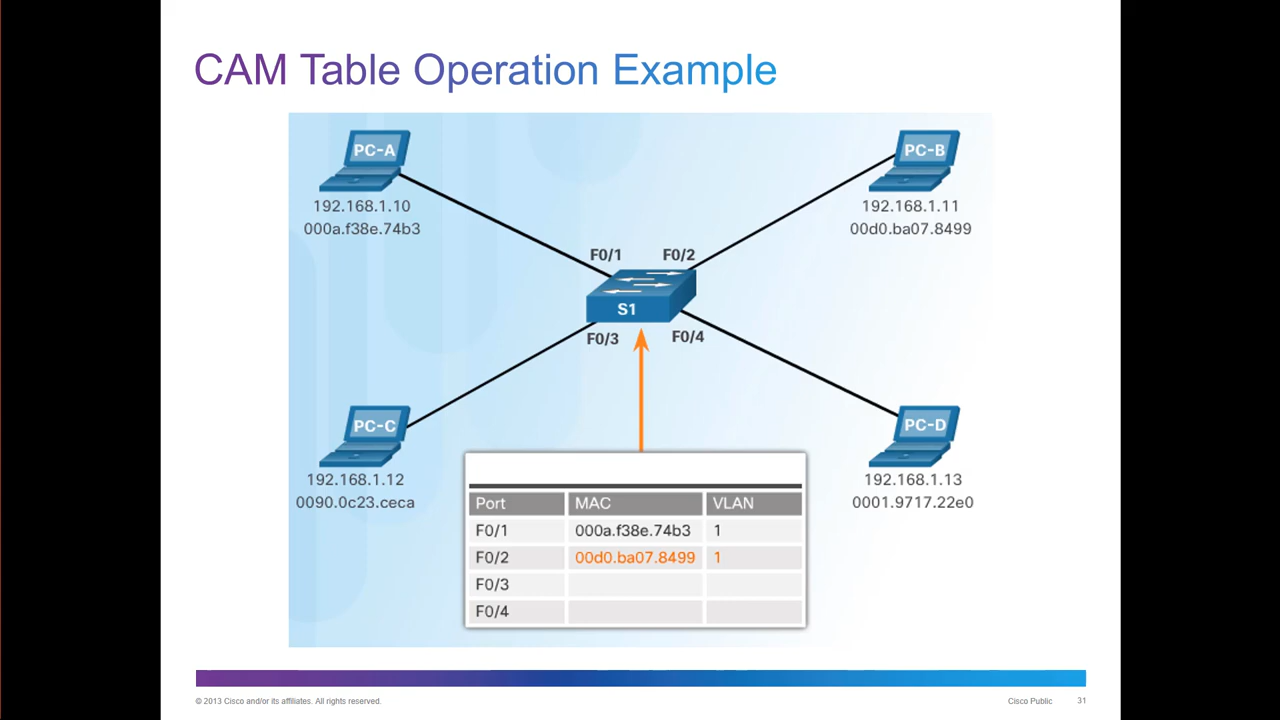 CAM Table Operation Example
PC-A
192.168.1.10
000a.f38e.74b3
PC-B
192.168.1.11
00d0.ba07.8499
F0/1
F0/2
S1
F0/3
F0/4
PC-C
192.168.1.12
0090.0c23.ceca
PC-D
192.168.1.13
0001.9717.22e0
Port MAC VLAN
F0/1 000a.f38e.74b3 1
F0/2 00d0.ba07.8499 1
F0/3
F0/4
© 2013 Cisco and/or its affiliates. All rights reserved.
Cisco Public
31